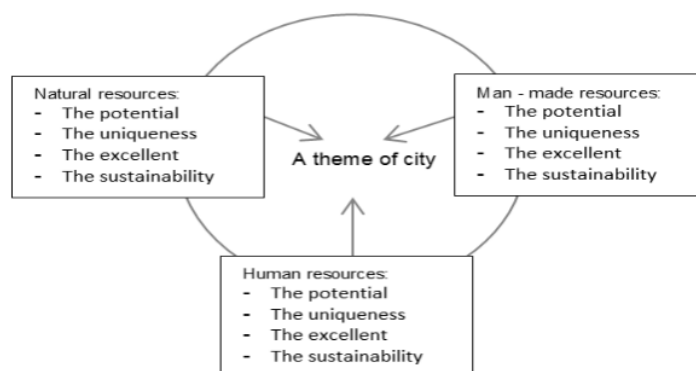 Natural resources:
- The potential
- The uniqueness
- The excellent
- The sustainability
Man - made resources:
- The potential
- The uniqueness
- The excellent
- The sustainability
A theme of city
Human resources:
- The potential
- The uniqueness
- The excellent
- The sustainability